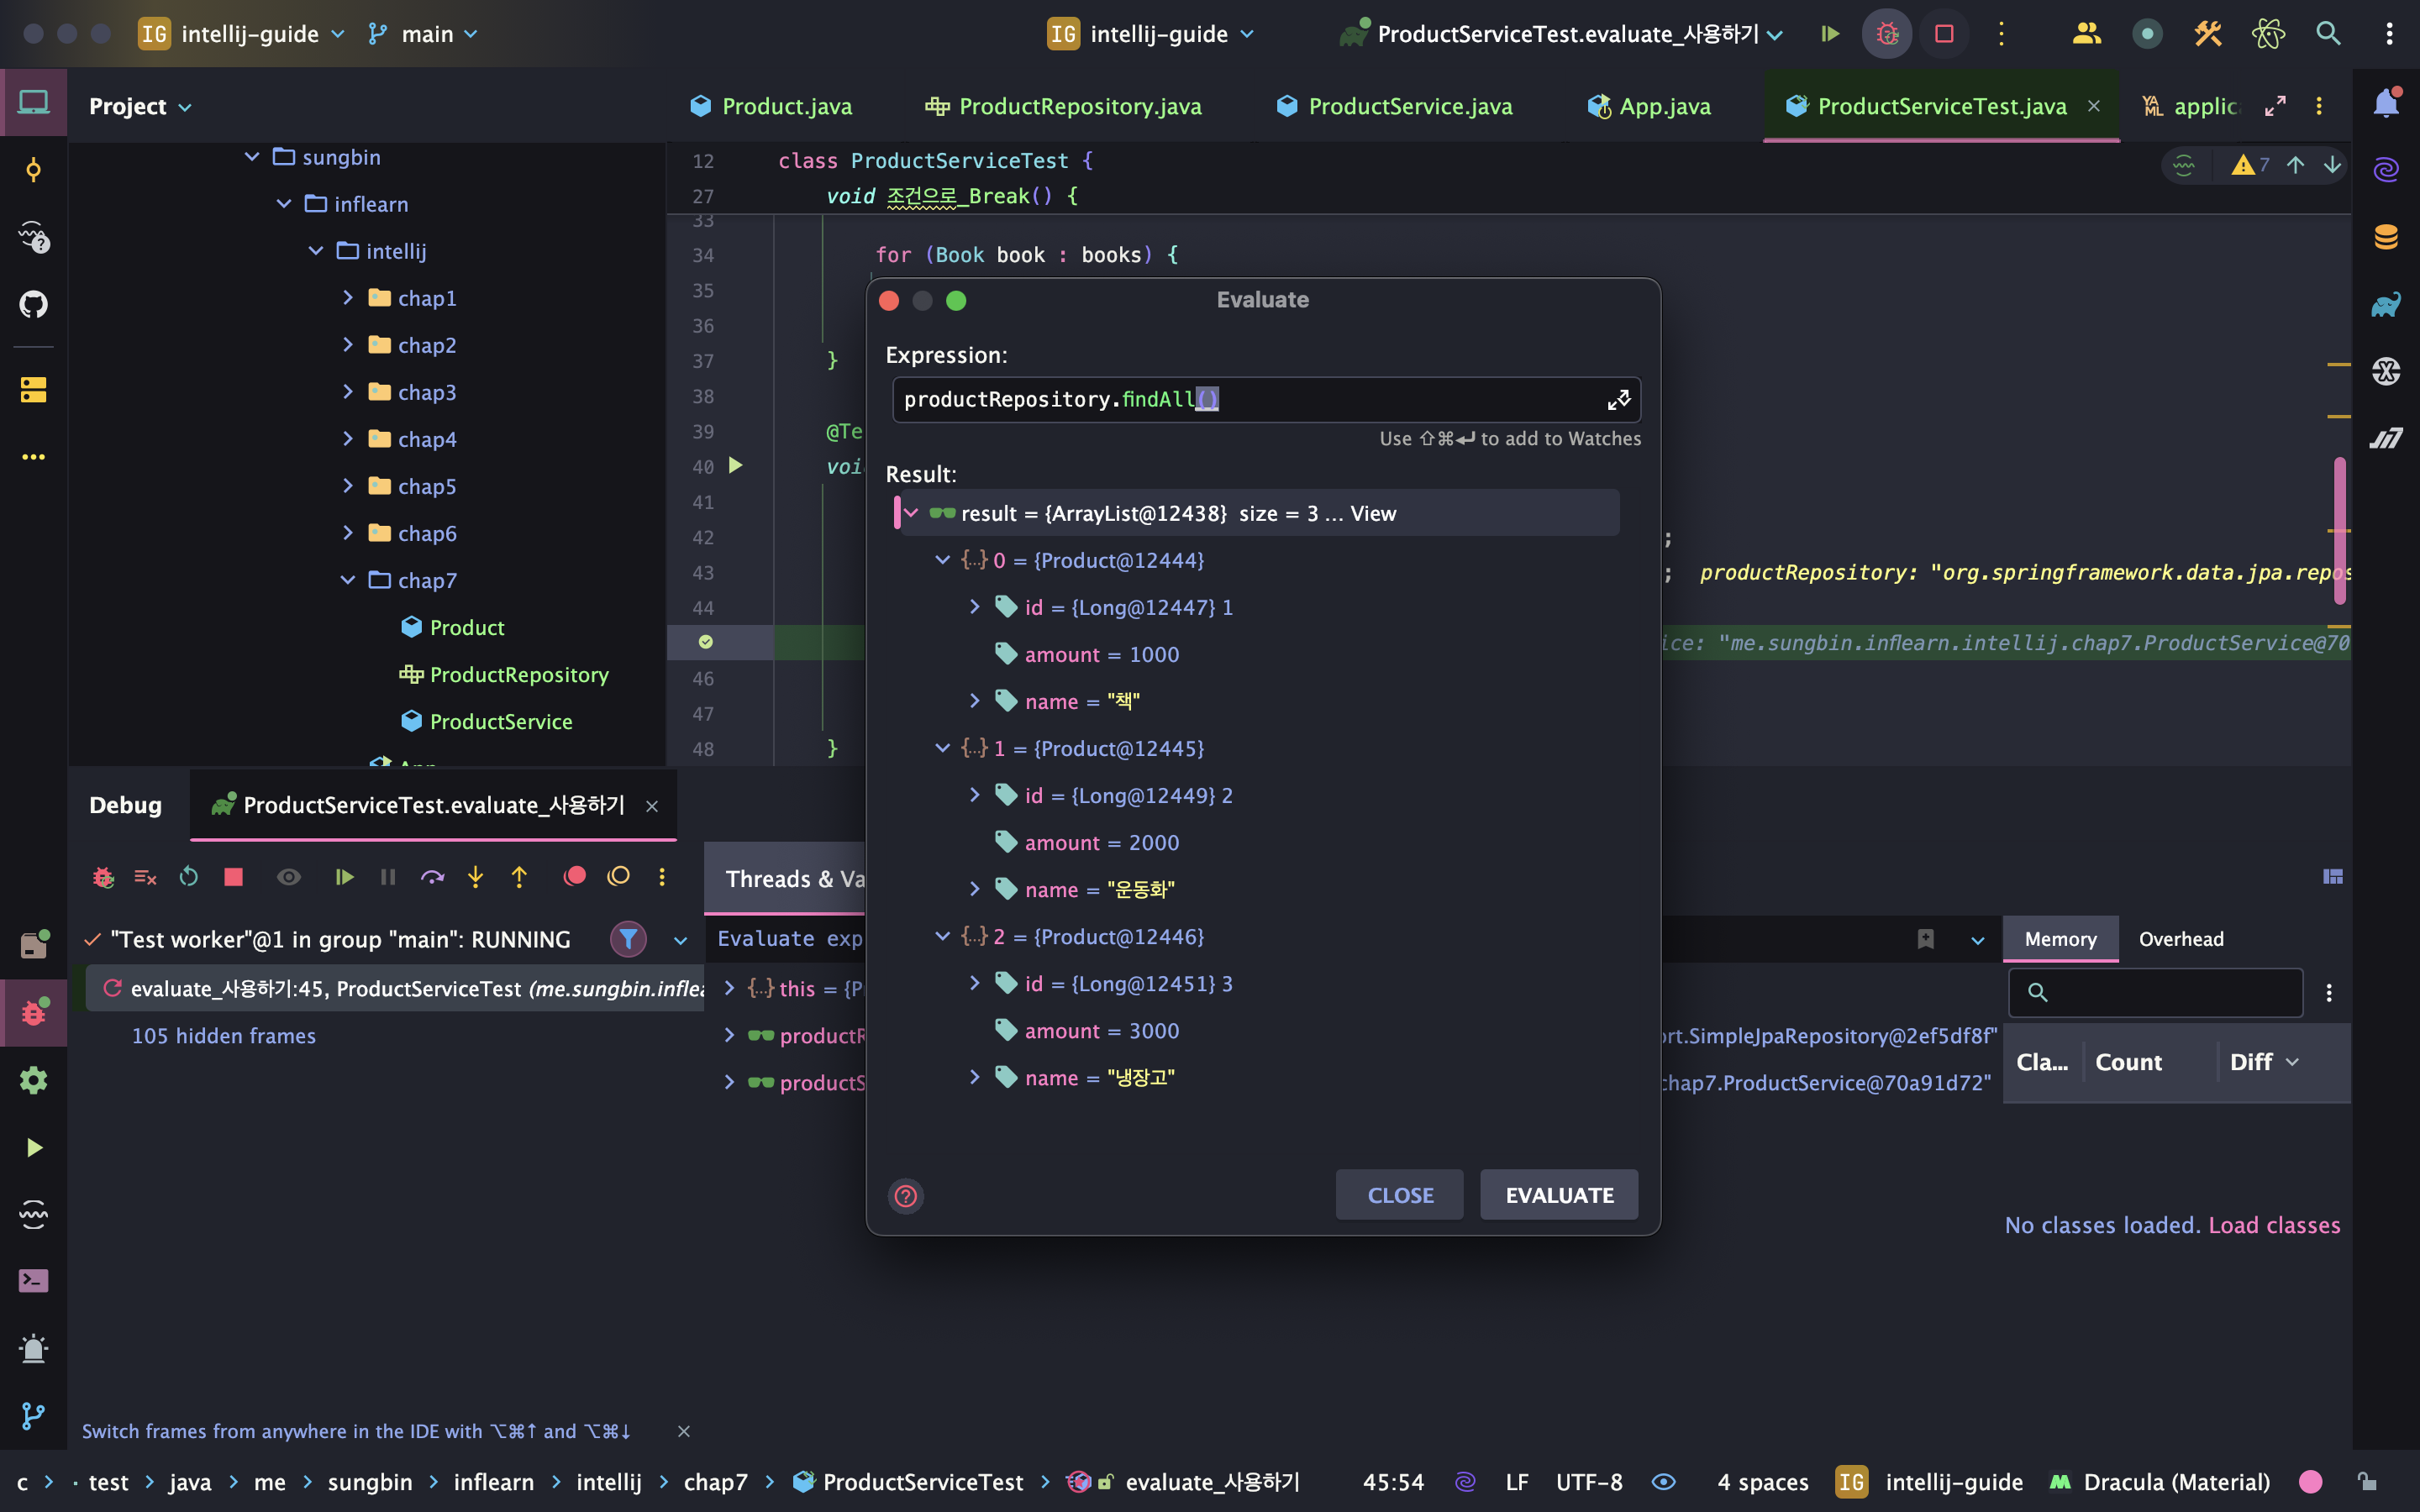 IG intellij-guide main IG intellij-guide ProductServiceTest.evaluate_사용하기
Project
sungbin
inflearn
intellij
chap1
chap2
chap3
chap4
chap5
chap6
chap7
Product
ProductRepository
ProductService
App
Product.java ProductRepository.java ProductService.java App.java ProductServiceTest.java applic
12 class ProductServiceTest { 7
27 void 조건으로_Break() {
33
34 for (Book book : books) {
35
36
37 }
38
39 @Te
40 voi
41
42 ;
43 ; productRepository: "org.springframework.data.jpa.repos
44
ice: "me.sungbin.inflearn.intellij.chap7.ProductService@70
46
47
48 }
Evaluate
Expression:
productRepository.findAll()
Use ⇧⌘↵ to add to Watches
Result:
result = {ArrayList@12438} size = 3 ... View
{...} 0 = {Product@12444}
id = {Long@12447} 1
amount = 1000
name = "책"
{...} 1 = {Product@12445}
id = {Long@12449} 2
amount = 2000
name = "운동화"
{...} 2 = {Product@12446}
id = {Long@12451} 3
amount = 3000
name = "냉장고"
CLOSE EVALUATE
Debug ProductServiceTest.evaluate_사용하기
Threads & Va
"Test worker"@1 in group "main": RUNNING
evaluate_사용하기:45, ProductServiceTest (me.sungbin.inflea
105 hidden frames
Evaluate exp
{...} this = {P
productR ort.SimpleJpaRepository@2ef5df8f"
productS chap7.ProductService@70a91d72"
Memory Overhead
Cla... Count Diff
No classes loaded. Load classes
Switch frames from anywhere in the IDE with ⌥⌘↑ and ⌥⌘↓
c > test > java > me > sungbin > inflearn > intellij > chap7 > ProductServiceTest > evaluate_사용하기 45:54 LF UTF-8 4 spaces IG intellij-guide Dracula (Material)